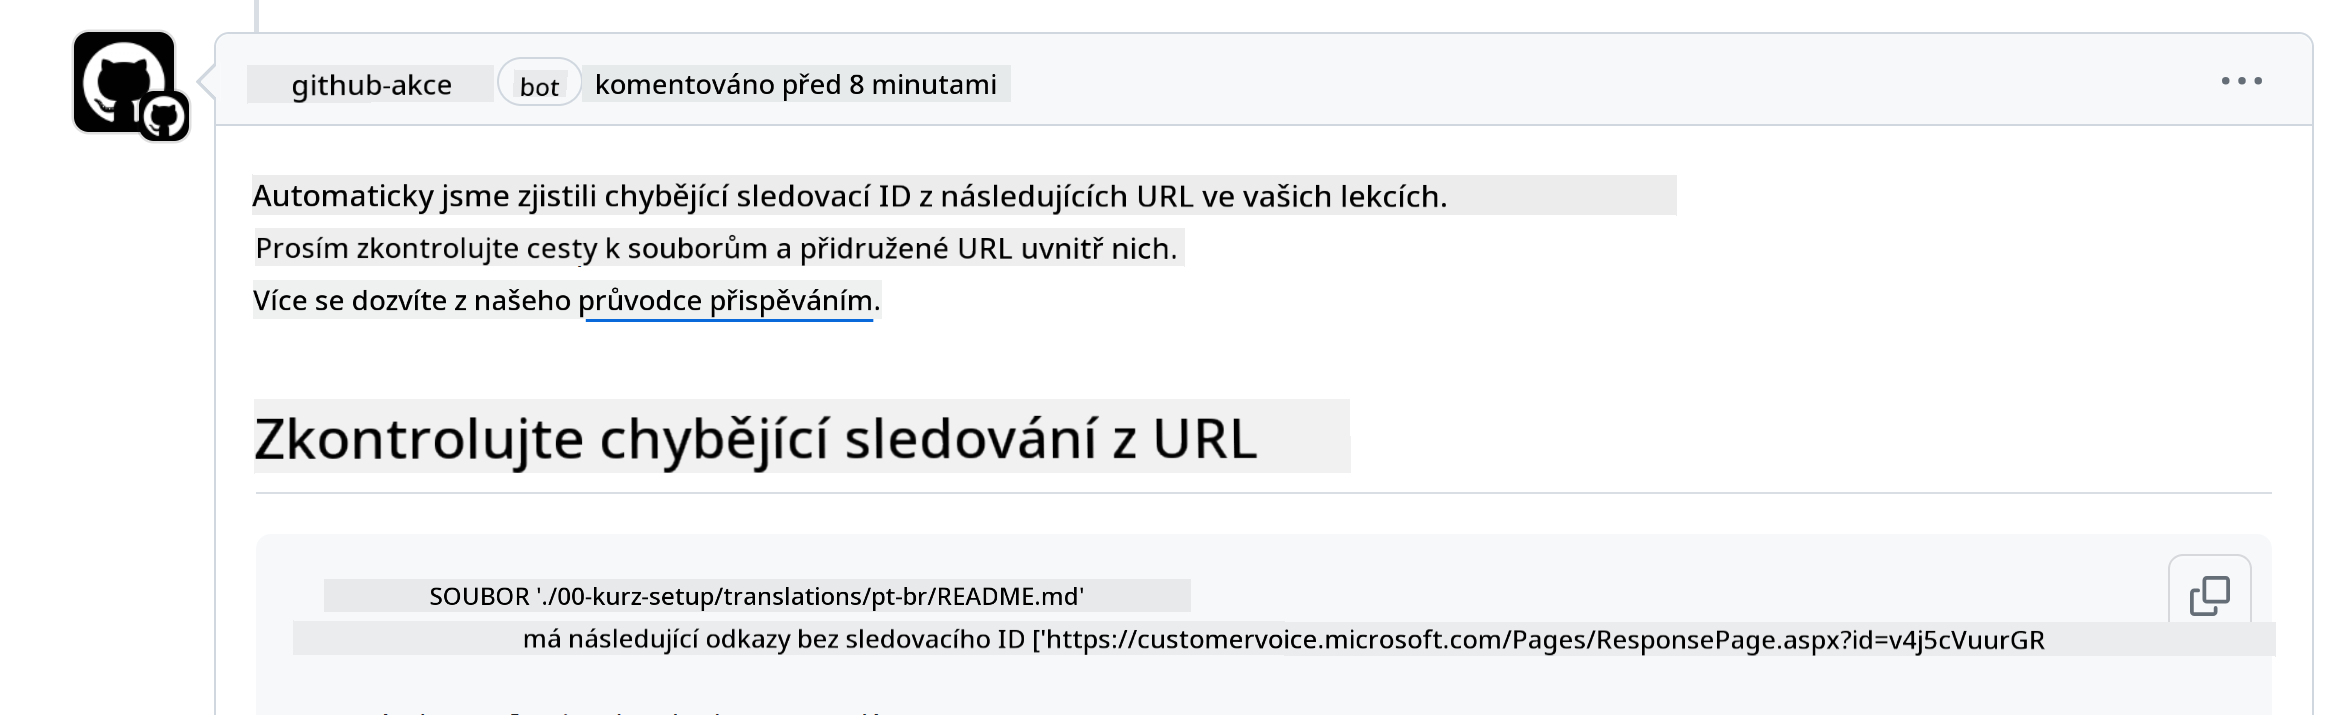 github-akce bot komentováno před 8 minutami
Automaticky jsme zjistili chybějící sledovací ID z následujících URL ve vašich lekcích.
Prosím zkontrolujte cesty k souborům a přidružené URL uvnitř nich.
Více se dozvíte z našeho průvodce přispěváním.
Zkontrolujte chybějící sledování z URL
SOUBOR './00-kurz-setup/translations/pt-br/README.md'
má následující odkazy bez sledovacího ID ['https://customervoice.microsoft.com/Pages/ResponsePage.aspx?id=v4j5cVuurGR